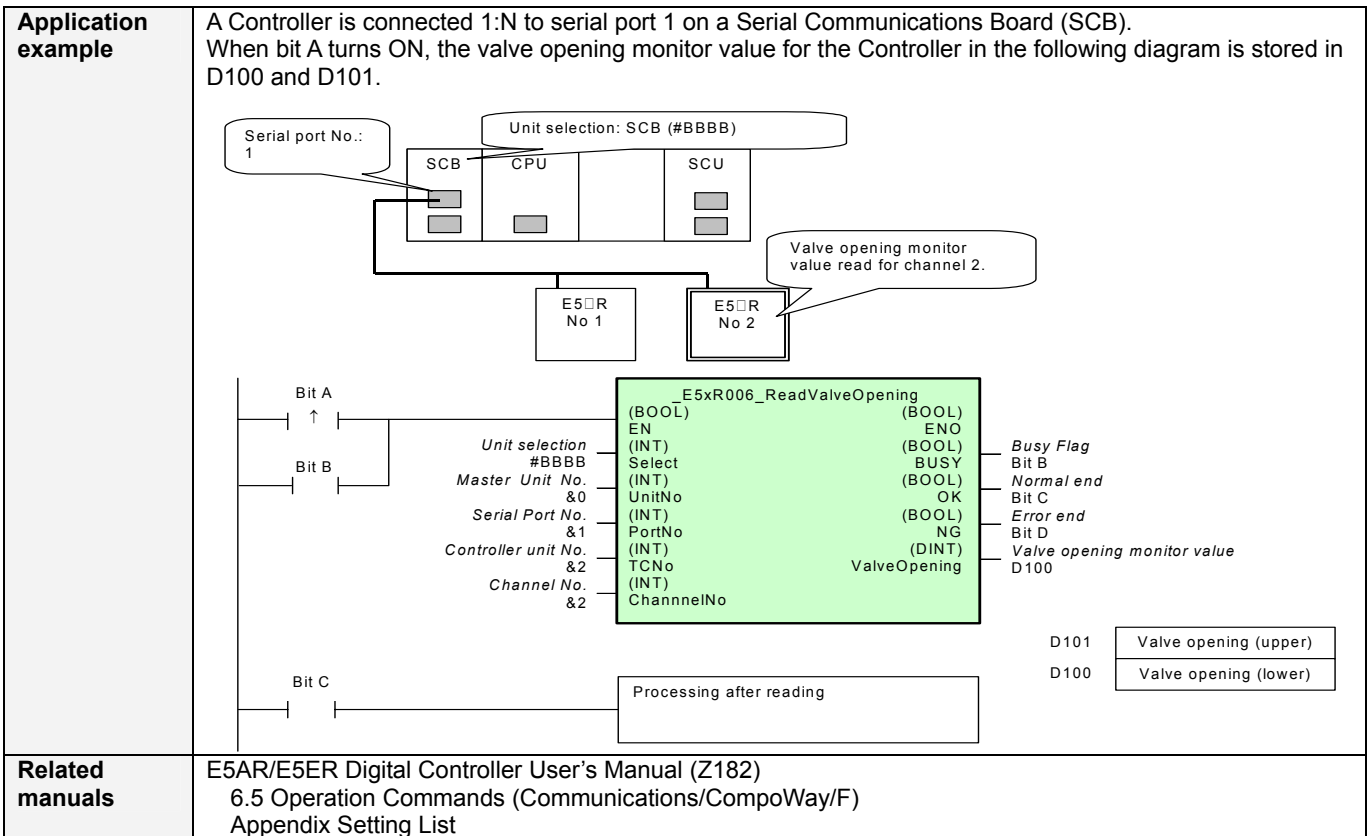 Application example
A Controller is connected 1:N to serial port 1 on a Serial Communications Board (SCB).
When bit A turns ON, the valve opening monitor value for the Controller in the following diagram is stored in
D100 and D101.
Serial port No.:
1
Unit selection: SCB (#BBBB)
SCB
CPU
SCU
Valve opening monitor
value read for channel 2.
E5□R
No 1
E5□R
No 2
Bit A
↑
Bit B
Unit selection
#BBBB
Master Unit No.
&0
Serial Port No.
&1
Controller unit No.
&2
Channel No.
&2
_E5xR006_ReadValveOpening
(BOOL) (BOOL)
EN ENO
(INT) (BOOL)
Select BUSY
(INT) (BOOL)
UnitNo OK
(INT) (BOOL)
PortNo NG
(INT) (DINT)
TCNo ValveOpening
(INT)
ChannnelNo
Busy Flag
Bit B
Normal end
Bit C
Error end
Bit D
Valve opening monitor value
D100
D101 Valve opening (upper)
D100 Valve opening (lower)
Bit C
Processing after reading
Related manuals
E5AR/E5ER Digital Controller User's Manual (Z182)
6.5 Operation Commands (Communications/CompoWay/F)
Appendix Setting List